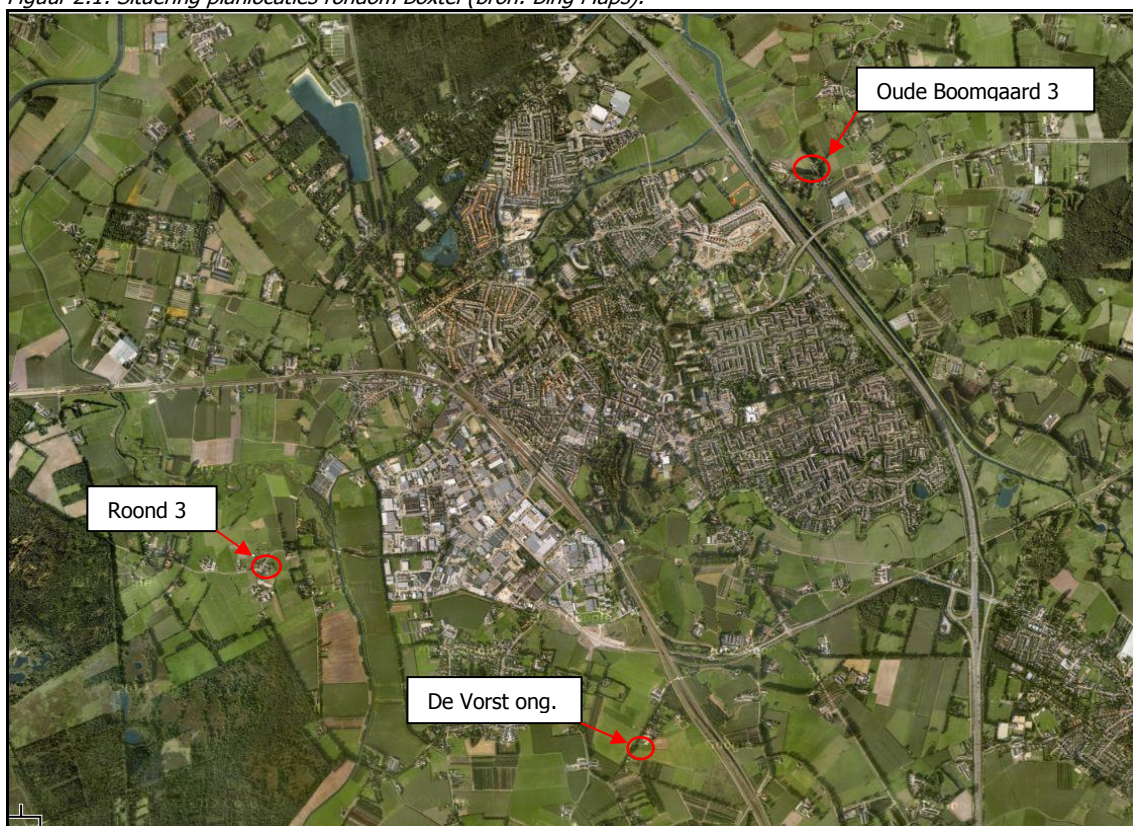 Figuur 2.1: Situering planlocaties rondom Boxtel (bron: Bing Maps).
Oude Boomgaard 3
Roond 3
De Vorst ong.